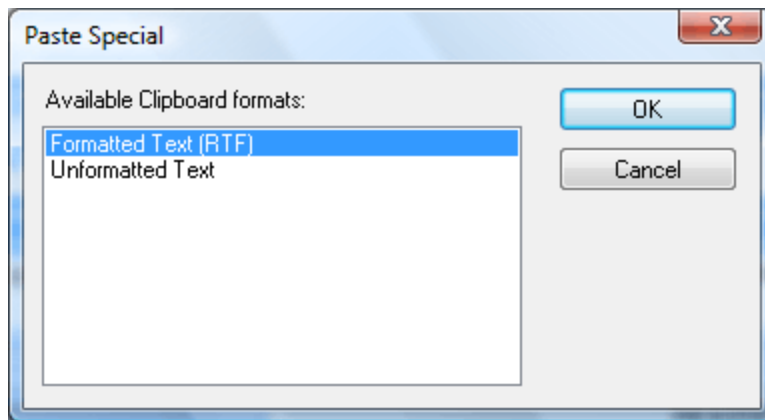 Paste Special
Available Clipboard formats:
OK
Formatted Text (RTF)
Unformatted Text
Cancel